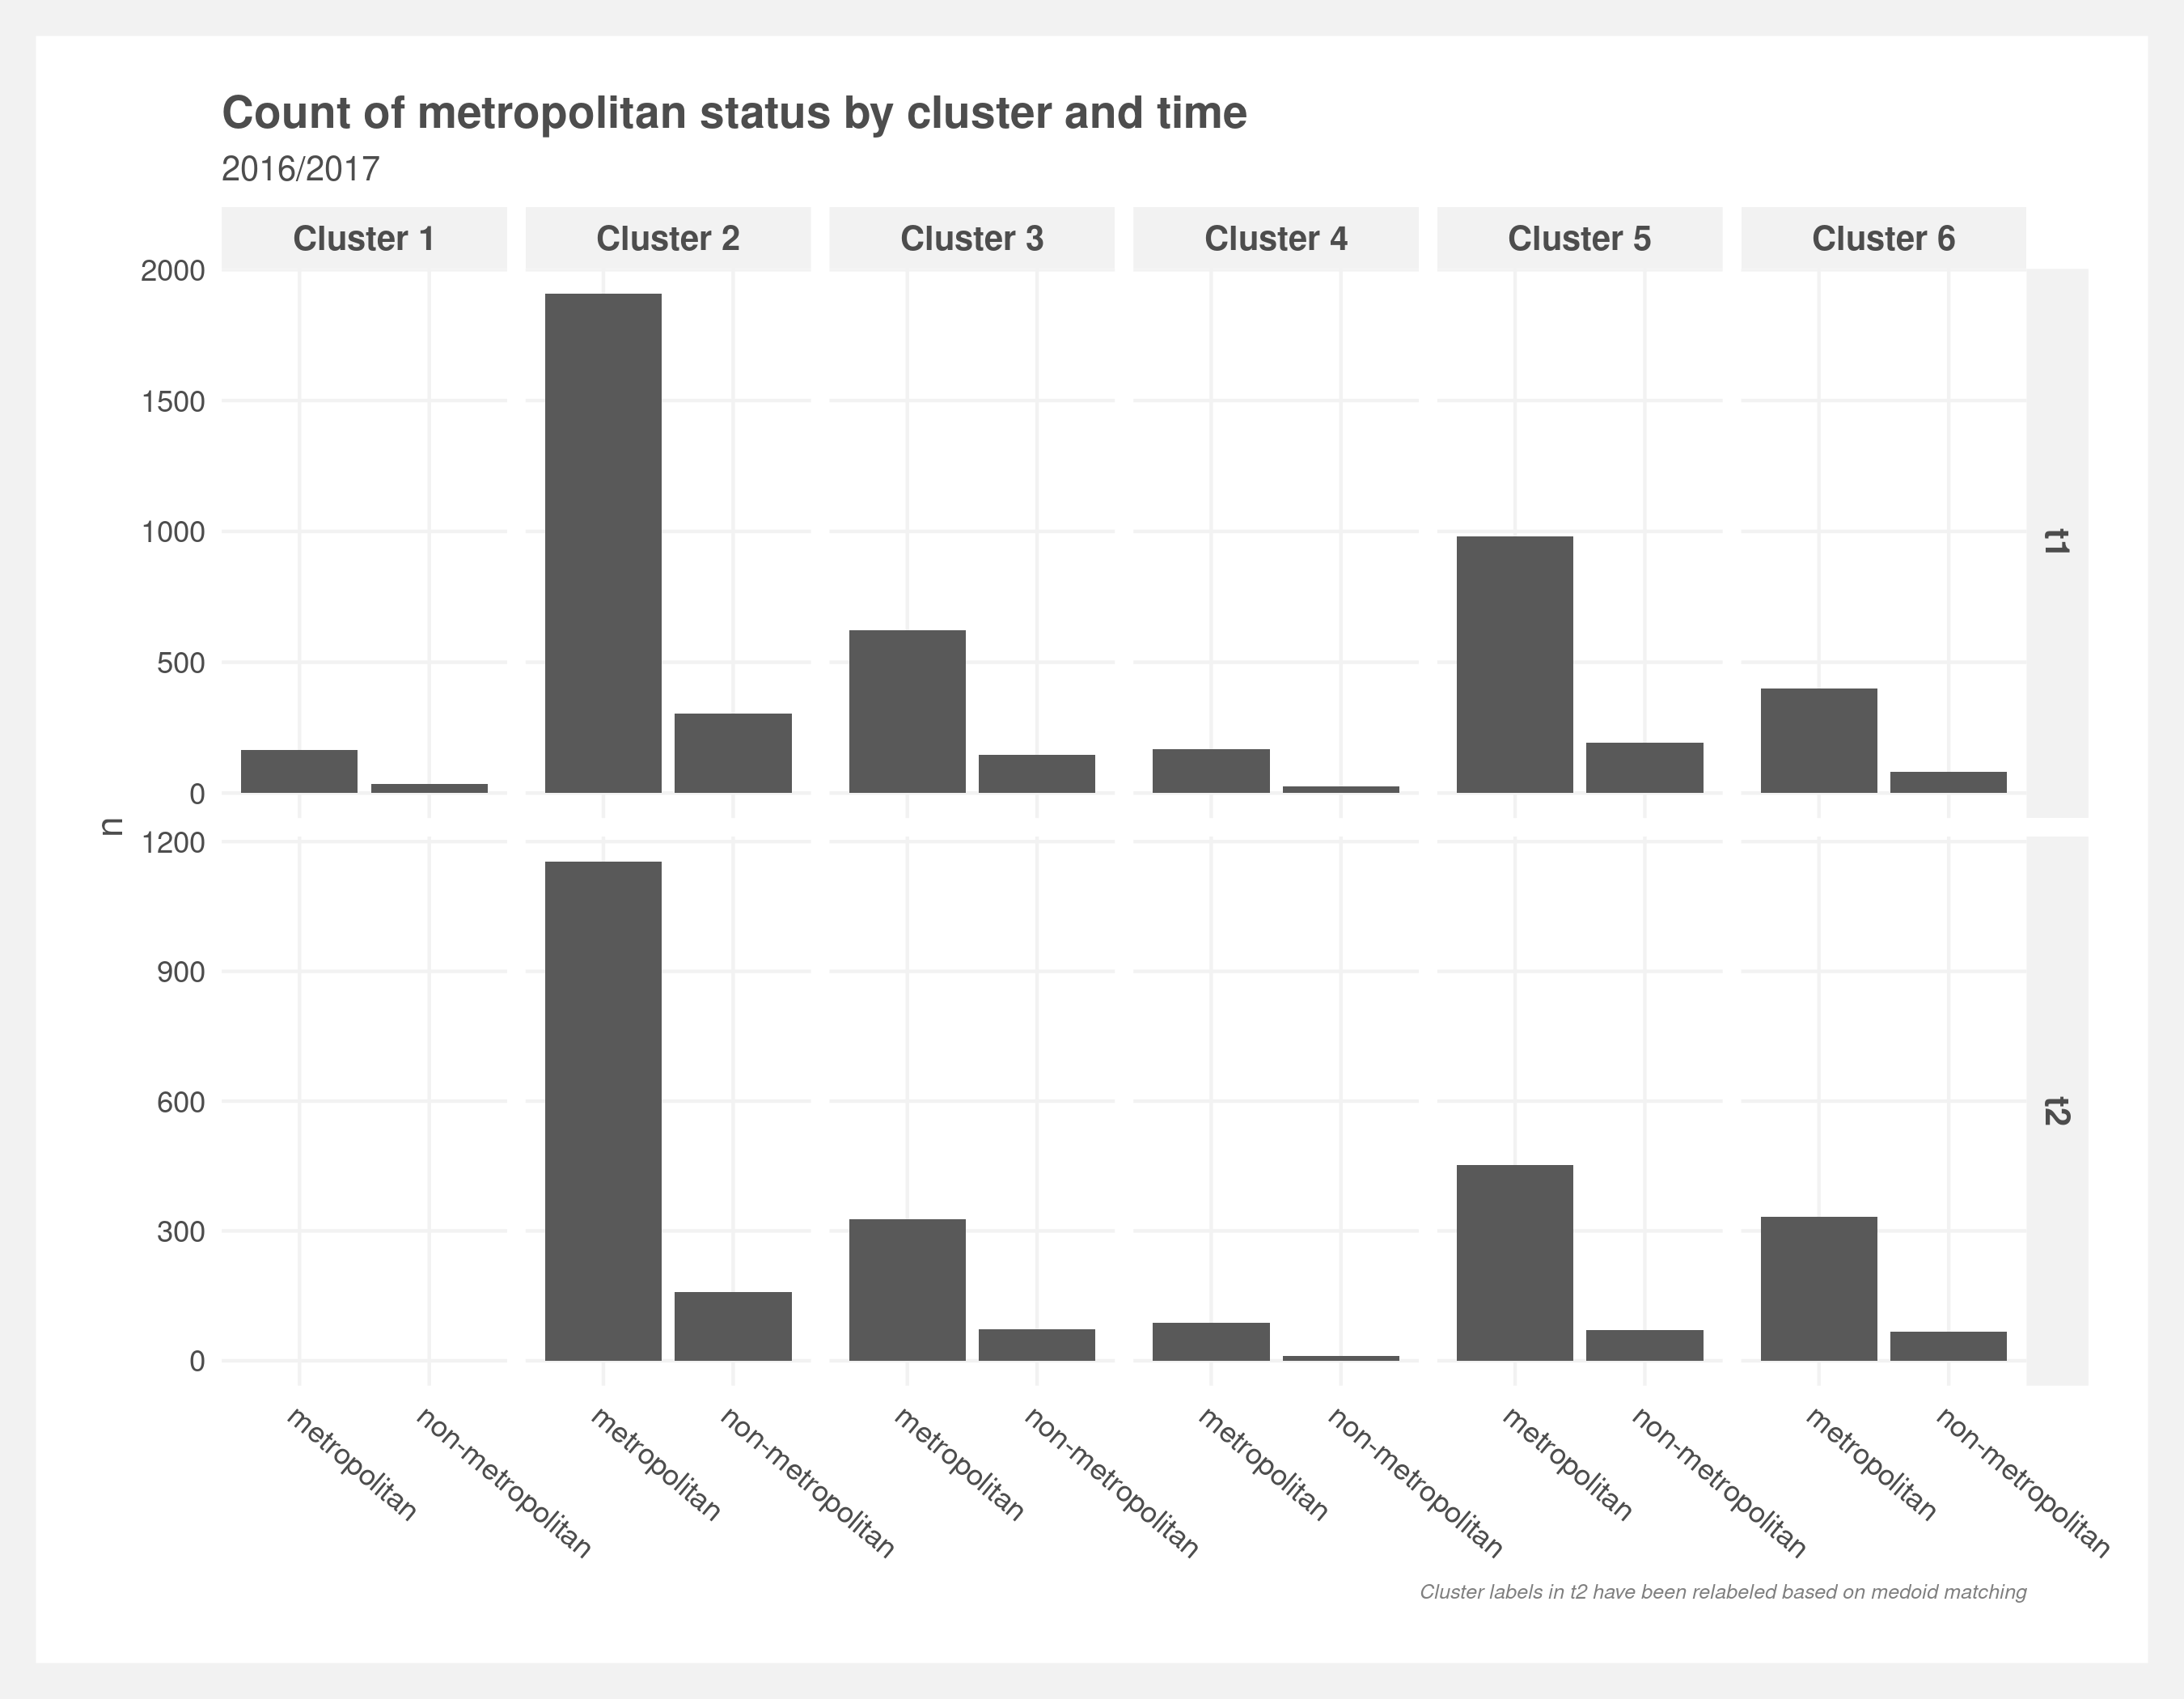 Count of metropolitan status by cluster and time
2016/2017
Cluster 1 Cluster 2 Cluster 3 Cluster 4 Cluster 5 Cluster 6
2000
1500
1000
500
0
t1
n
1200
900
600
300
0
t2
metropolitan non-metropolitan metropolitan non-metropolitan metropolitan non-metropolitan metropolitan non-metropolitan metropolitan non-metropolitan metropolitan non-metropolitan
Cluster labels in t2 have been relabeled based on medoid matching